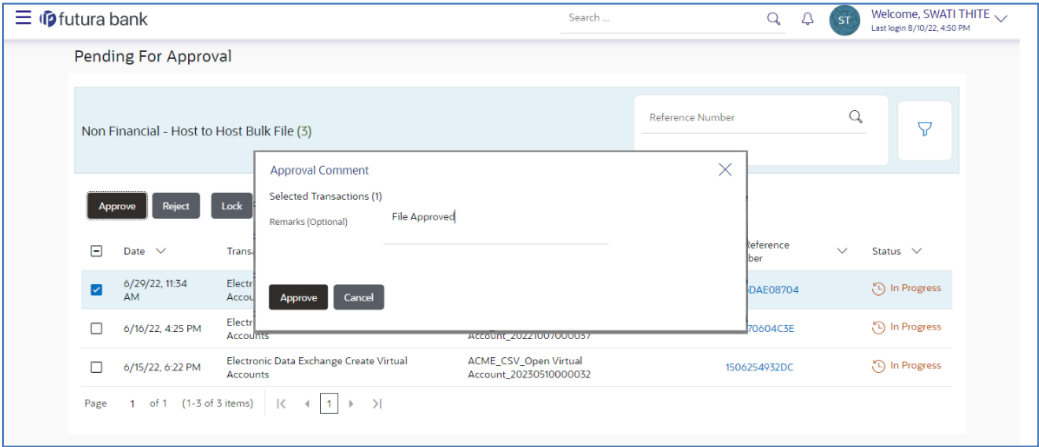 futura bank
Search ...
ST
Welcome, SWATI THITE
Last login 8/10/22, 4:50 PM
Pending For Approval
Non Financial - Host to Host Bulk File (3)
Reference Number
Approval Comment
Selected Transactions (1)
Remarks (Optional)
File Approved
Approve
Cancel
Approve
Reject
Lock
Date
Status
6/29/22, 11:34
AM
In Progress
6/16/22, 4:25 PM
Accounts
Account_20221007000037
70604C3E
In Progress
6/15/22, 6:22 PM
Electronic Data Exchange Create Virtual
Accounts
ACME_CSV_Open Virtual
Account_20230510000032
1506254932DC
In Progress
Page 1 of 1 (1-3 of 3 items) 1